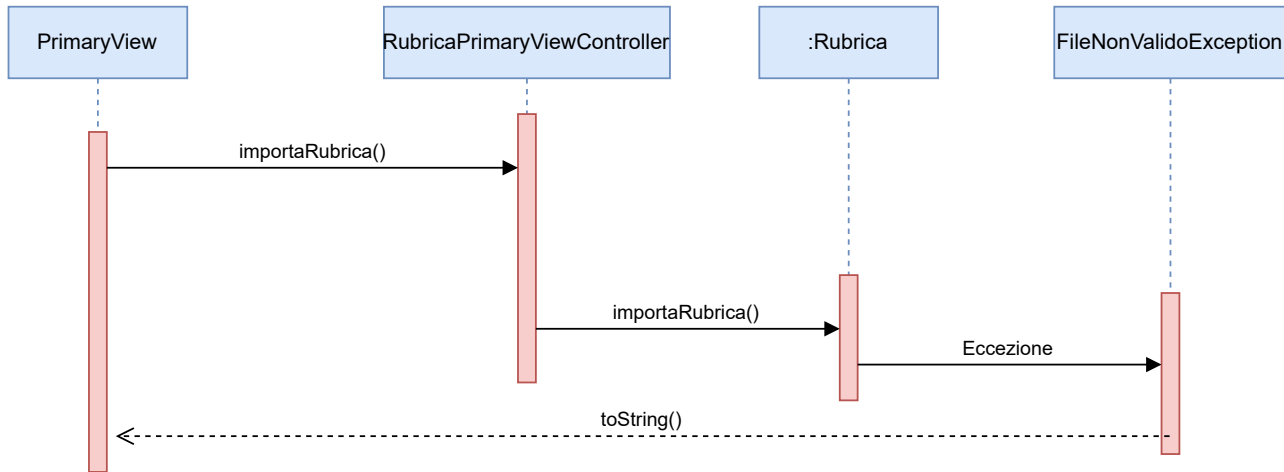 PrimaryView
RubricaPrimaryViewController
:Rubrica
FileNonValidoException
importaRubrica()
importaRubrica()
Eccezione
toString()